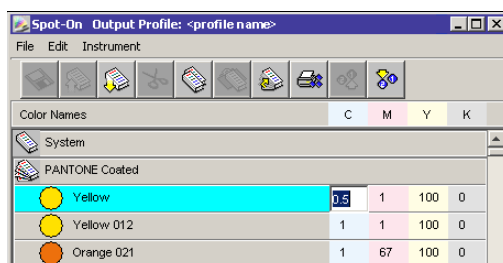 Spot-On Output Profile: <profile name>
File Edit Instrument
Color Names C M Y K
System
PANTONE Coated
Yellow 0.5 1 100 0
Yellow 012 1 1 100 0
Orange 021 1 67 100 0